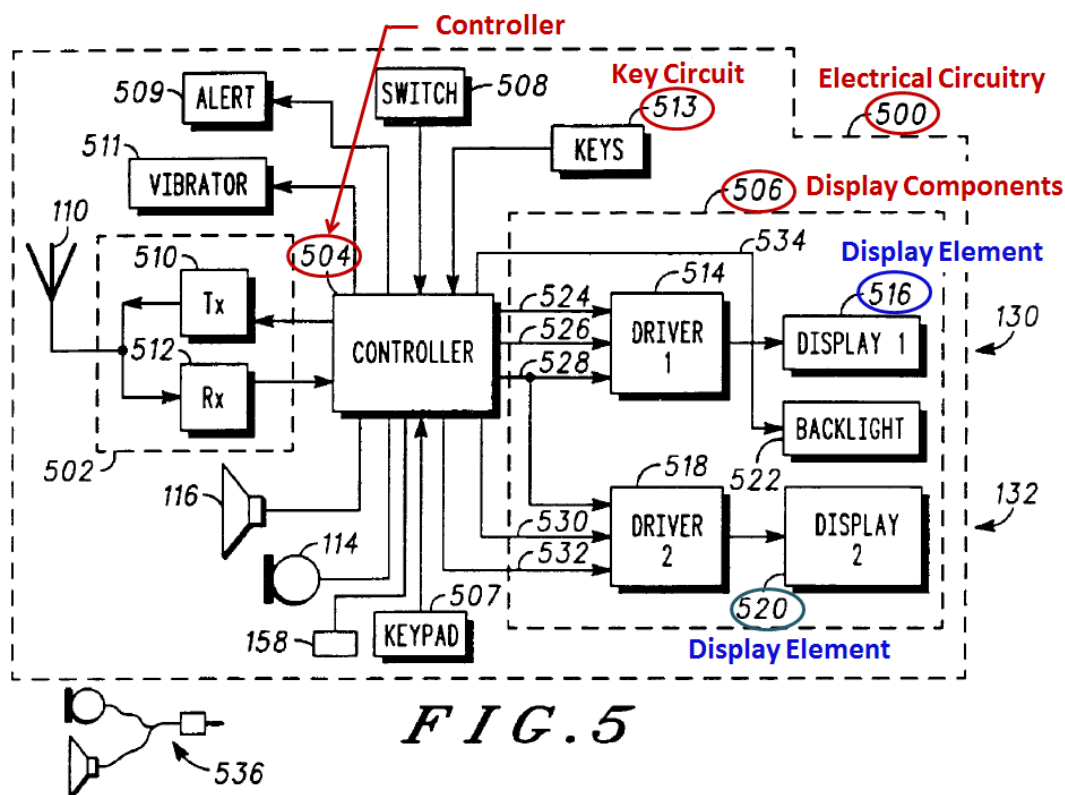 Controller
Key Circuit
Electrical Circuitry
509
ALERT
SWITCH
508
513
500
511
KEYS
VIBRATOR
506
Display Components
110
504
534
Display Element
510
514
516
Tx
524
DRIVER
1
130
CONTROLLER
526
DISPLAY 1
512
528
Rx
BACKLIGHT
502
518
522
116
530
DRIVER
2
DISPLAY
2
132
114
532
507
520
158
KEYPAD
Display Element
FIG.5
536